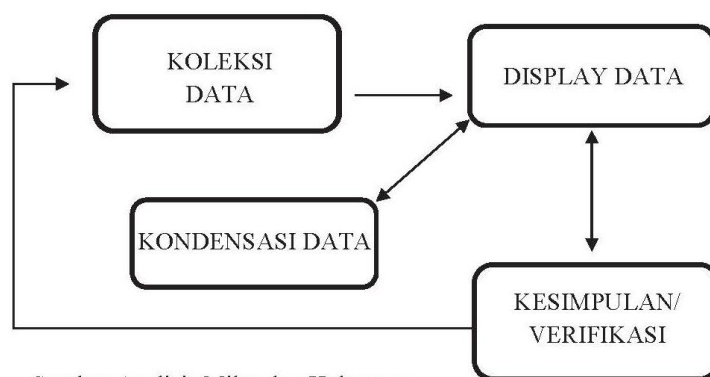 KOLEKSI
DATA
DISPLAY DATA
KONDENSASI DATA
KESIMPULAN/
VERIFIKASI